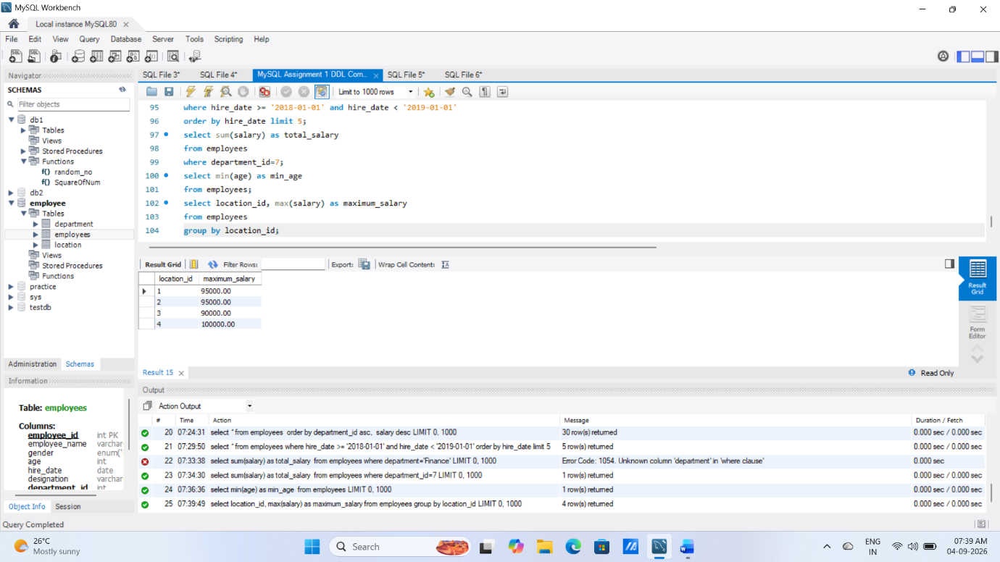 MySQL Workbench
Local instance MySQL80
File Edit View Query Database Server Tools Scripting Help
Navigator
SCHEMAS
Filter objects
db1
Tables
Views
Stored Procedures
Functions
f() random_no
f() SquareOfNum
db2
employee
Tables
department
employees
location
Views
Stored Procedures
Functions
practice
sys
testdb
Administration Schemas
Information
Table: employees
Columns:
employee_id int PK
employee_name varchar
gender enum('
age int
hire_date date
designation varchar
department_id int
Object Info Session
SQL File 3* SQL File 4* MySQL Assignment 1 DDL Com... SQL File 5* SQL File 6*
Limit to 1000 rows
95 where hire_date >= '2018-01-01' and hire_date < '2019-01-01'
96 order by hire_date limit 5;
97 select sum(salary) as total_salary
98 from employees
99 where department_id=7;
100 select min(age) as min_age
101 from employees;
102 select location_id, max(salary) as maximum_salary
103 from employees
104 group by location_id;
Result Grid Filter Rows: Export: Wrap Cell Content:
location_id maximum_salary
1 95000.00
2 95000.00
3 90000.00
4 100000.00
Result Grid
Form Editor
Result 15
Read Only
Output
Action Output
# Time Action Message Duration / Fetch
20 07:24:31 select * from employees order by department_id asc, salary desc LIMIT 0, 1000 30 row(s) returned 0.000 sec / 0.000 sec
21 07:29:50 select * from employees where hire_date >= '2018-01-01' and hire_date < '2019-01-01' order by hire_date limit 5 5 row(s) returned 0.000 sec / 0.000 sec
22 07:33:38 select sum(salary) as total_salary from employees where department='Finance' LIMIT 0, 1000 Error Code: 1054. Unknown column 'department' in 'where clause' 0.000 sec
23 07:34:30 select sum(salary) as total_salary from employees where department_id=7 LIMIT 0, 1000 1 row(s) returned 0.000 sec / 0.000 sec
24 07:36:36 select min(age) as min_age from employees LIMIT 0, 1000 1 row(s) returned 0.000 sec / 0.000 sec
25 07:39:49 select location_id, max(salary) as maximum_salary from employees group by location_id LIMIT 0, 1000 4 row(s) returned 0.000 sec / 0.000 sec
Query Completed
26°C
Mostly sunny
Search
ENG
IN
07:39 AM
04-09-2026